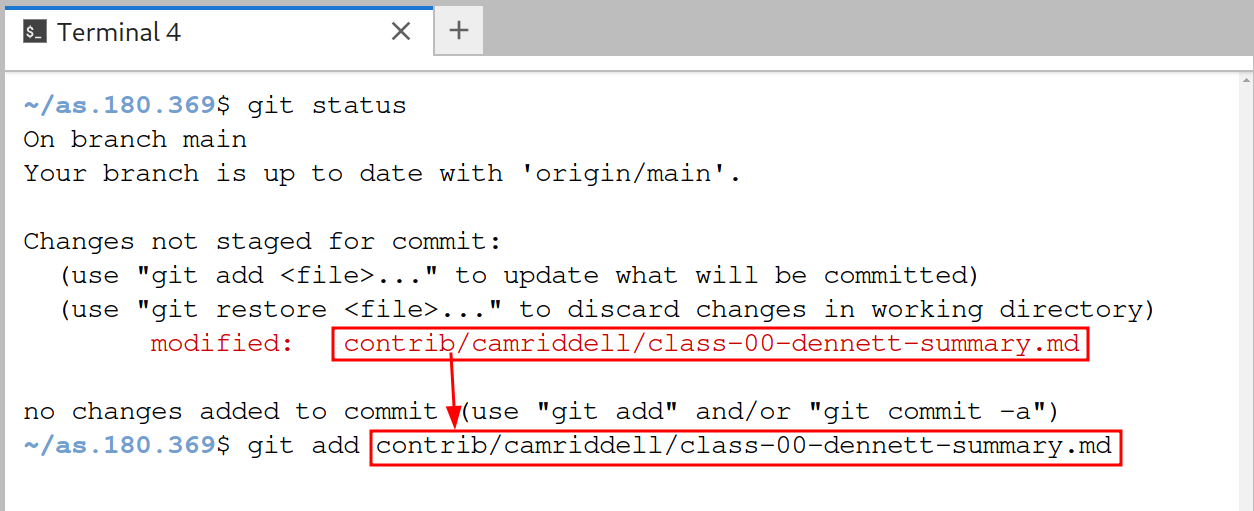 $_ Terminal 4
~/as.180.369$ git status
On branch main
Your branch is up to date with 'origin/main'.
Changes not staged for commit:
(use "git add <file>..." to update what will be committed)
(use "git restore <file>..." to discard changes in working directory)
modified: contrib/camriddell/class-00-dennett-summary.md
no changes added to commit (use "git add" and/or "git commit -a")
~/as.180.369$ git add contrib/camriddell/class-00-dennett-summary.md